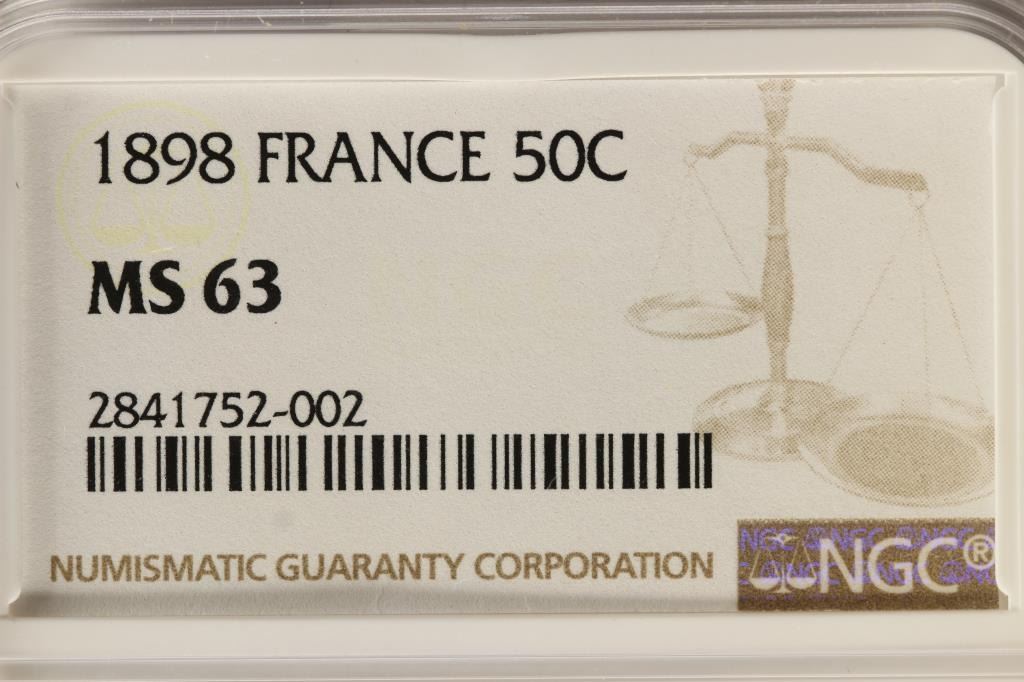 1898 FRANCE 50C
MS 63
2841752-002
NUMISMATIC GUARANTY CORPORATION
NGC®